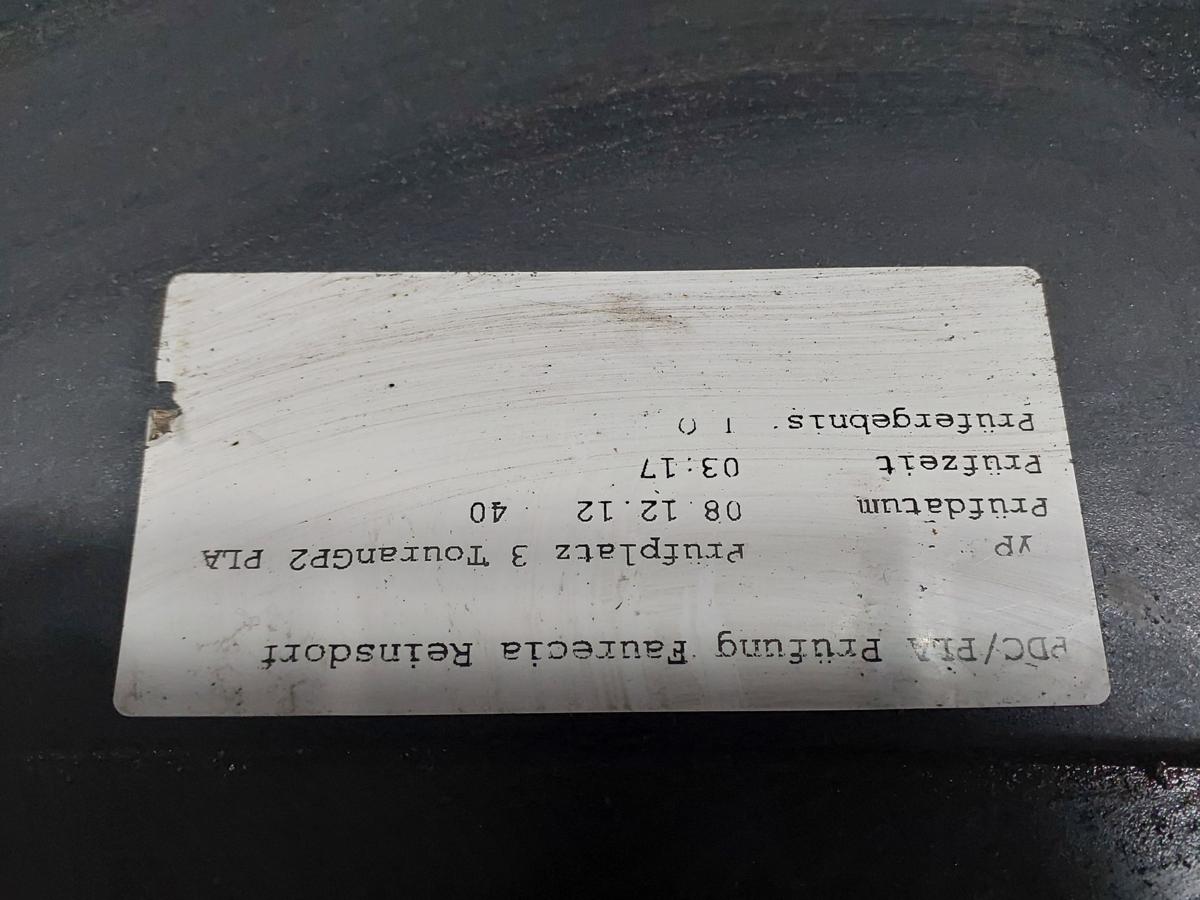 PDC/PLA Prüfung Faurecia Reinsdorf
Prüfplatz 3 TouranGP2 PLA
Prüfdatum 08.12.12 40
Prüfzeit 03:17
Prüfergebnis